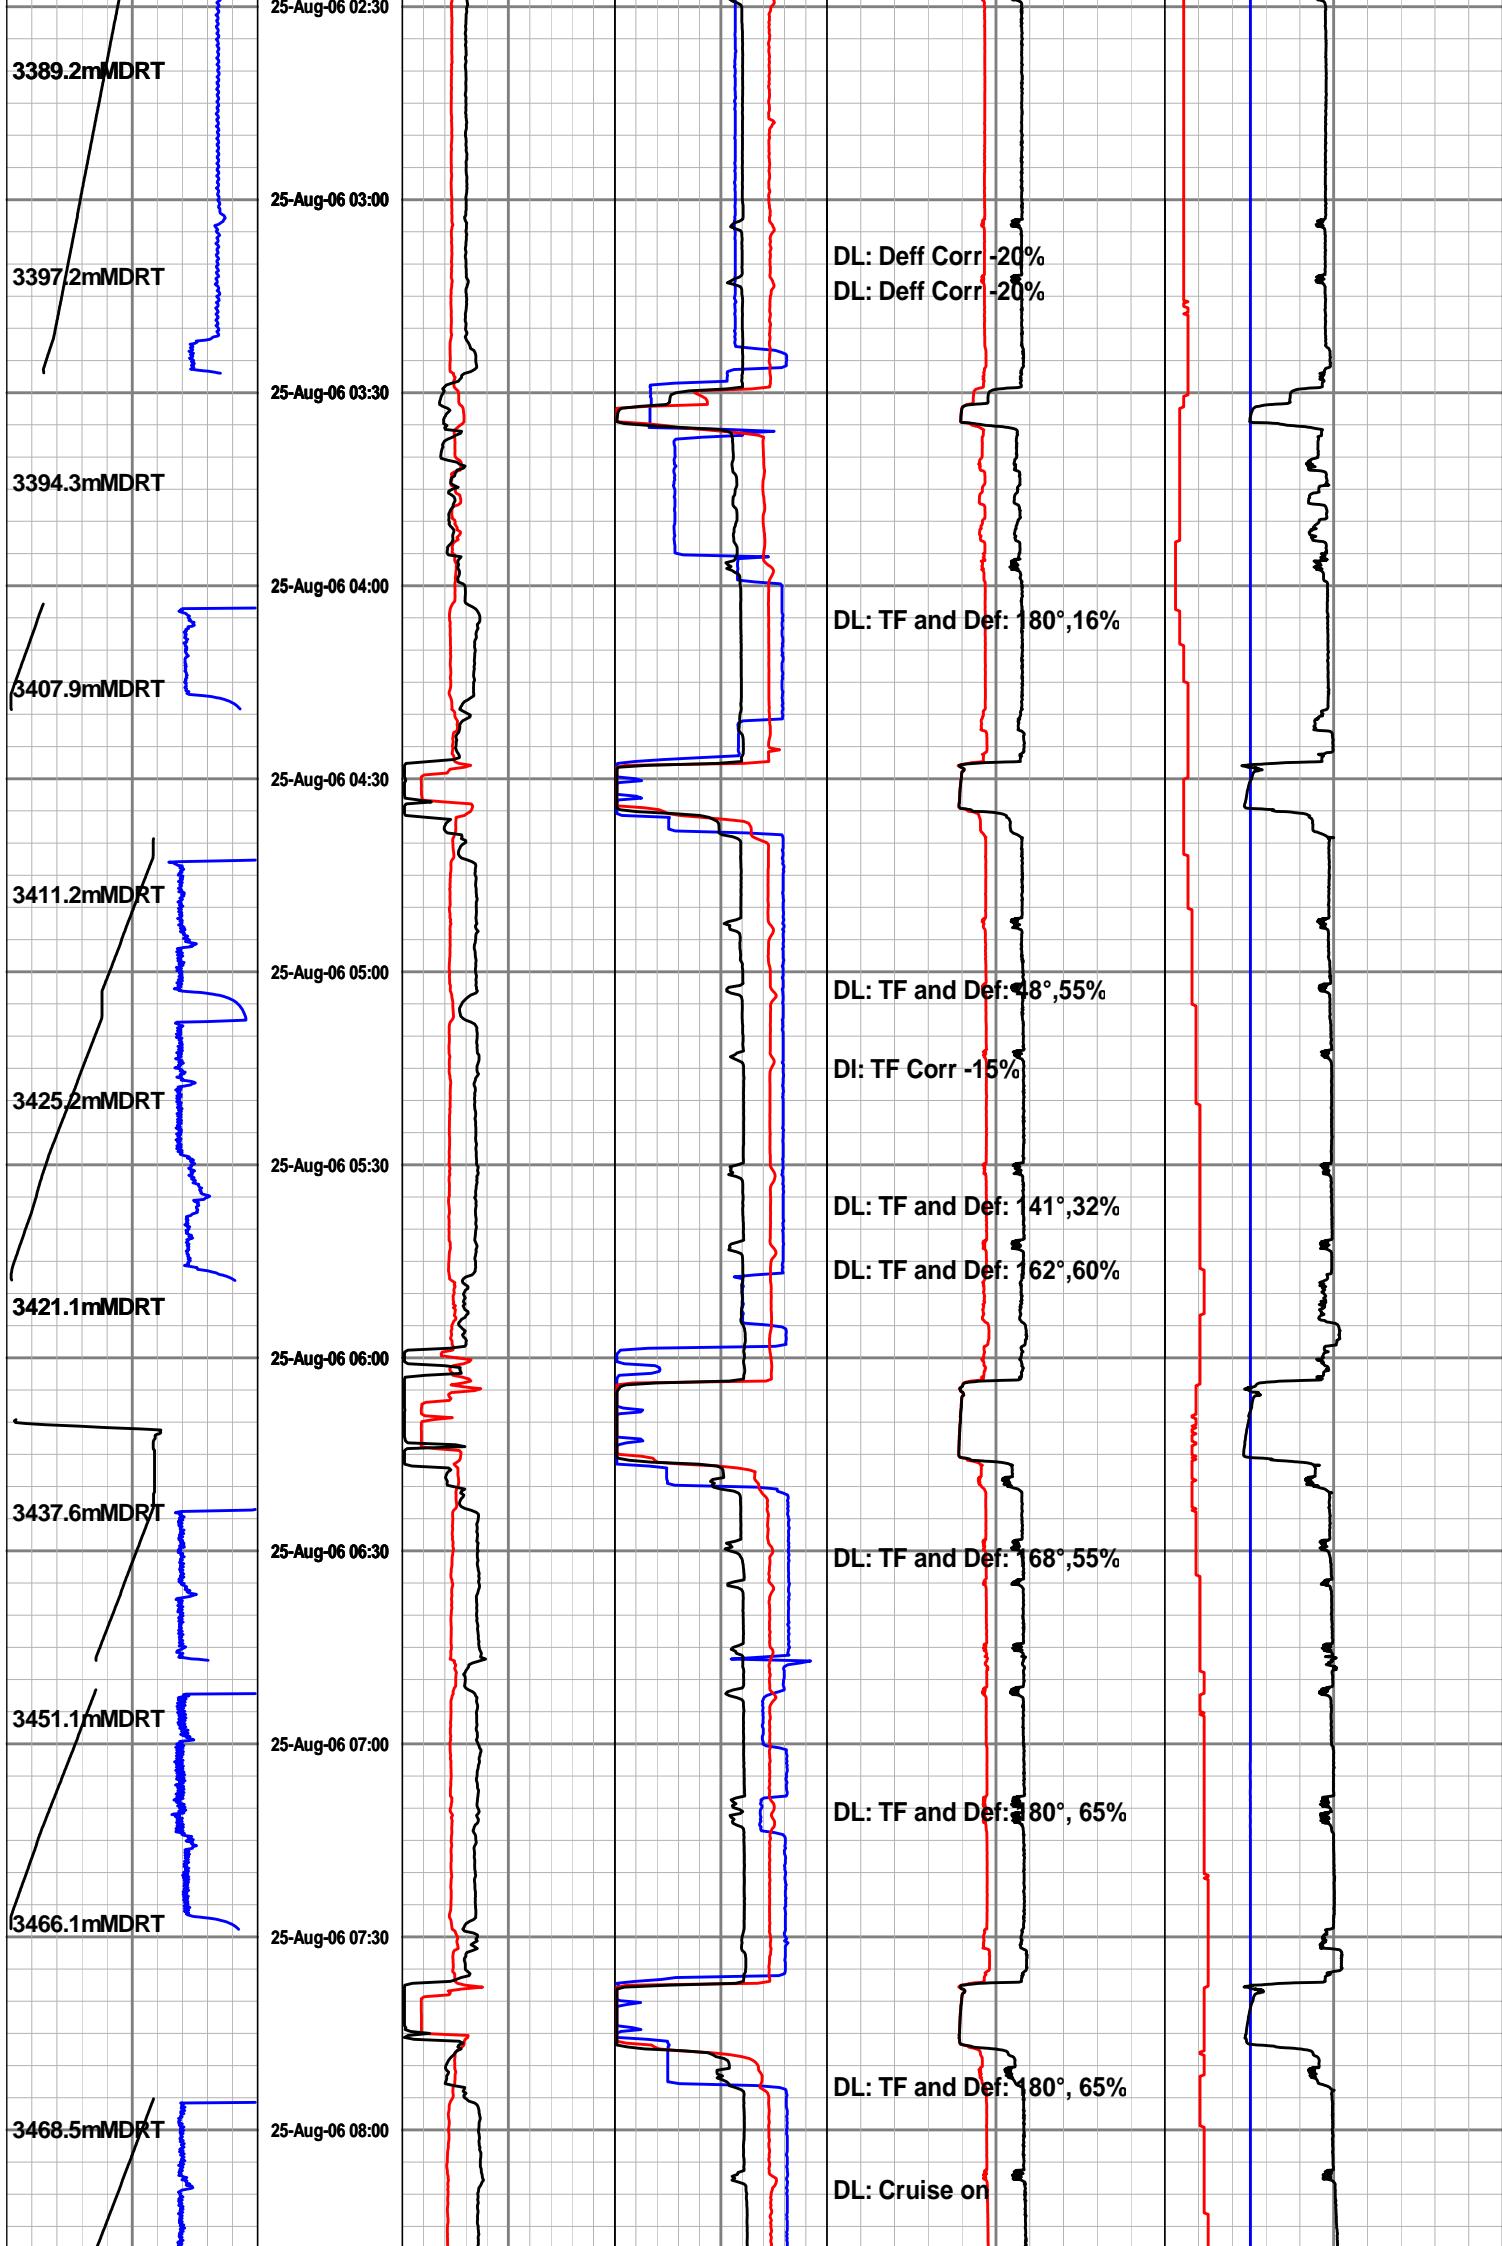 25-Aug-06 02:30
3389.2mMDRT
25-Aug-06 03:00
DL: Deff Corr -20%
3397.2mMDRT
DL: Deff Corr -20%
25-Aug-06 03:30
3394.3mMDRT
25-Aug-06 04:00
DL: TF and Def: 180°,16%
3407.9mMDRT
25-Aug-06 04:30
3411.2mMDRT
25-Aug-06 05:00
DL: TF and Def: 48°,55%
DI: TF Corr -15%
3425.2mMDRT
25-Aug-06 05:30
DL: TF and Def: 141°,32%
DL: TF and Def: 162°,60%
3421.1mMDRT
25-Aug-06 06:00
3437.6mMDRT
25-Aug-06 06:30
DL: TF and Def: 168°,55%
3451.1mMDRT
25-Aug-06 07:00
DL: TF and Def: 180°, 65%
3466.1mMDRT
25-Aug-06 07:30
DL: TF and Def: 180°, 65%
3468.5mMDRT
25-Aug-06 08:00
DL: Cruise on